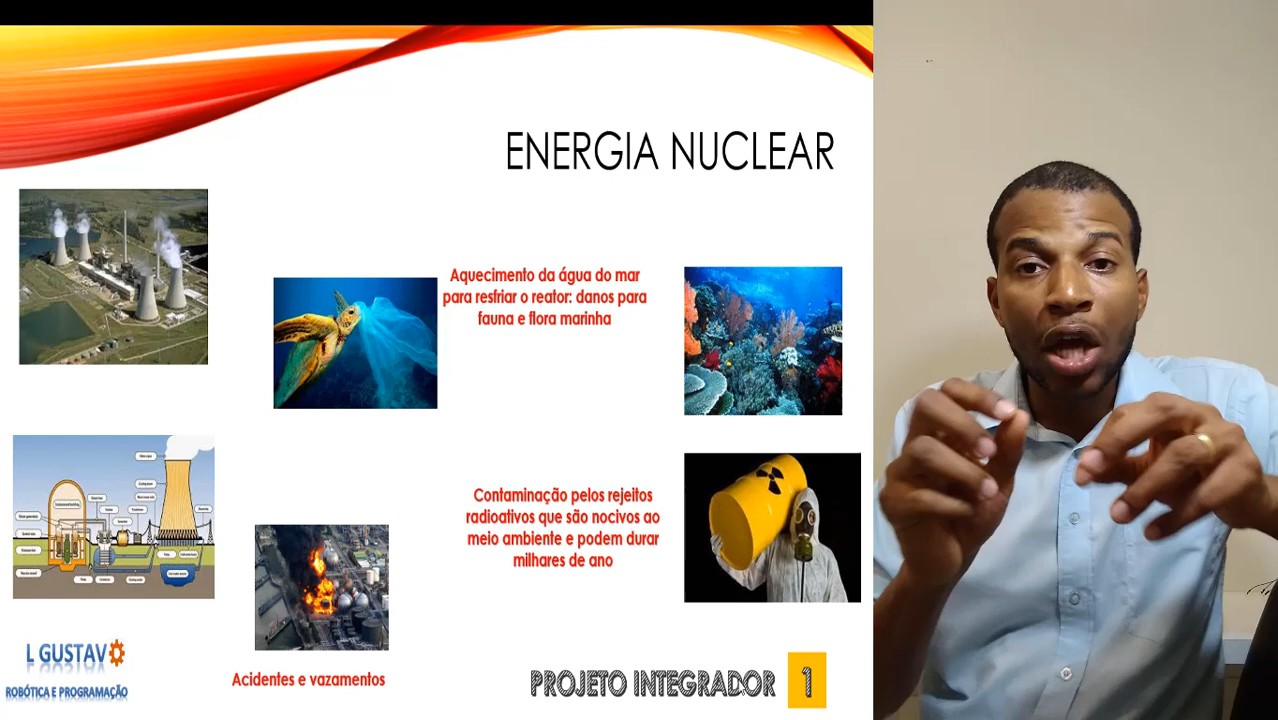 ENERGIA NUCLEAR
Aquecimento da água do mar
para resfriar o reator: danos para
fauna e flora marinha
Contaminação pelos rejeitos
radioativos que são nocivos ao
meio ambiente e podem durar
milhares de ano
Acidentes e vazamentos
L GUSTAVO
ROBÓTICA E PROGRAMAÇÃO
PROJETO INTEGRADOR 1